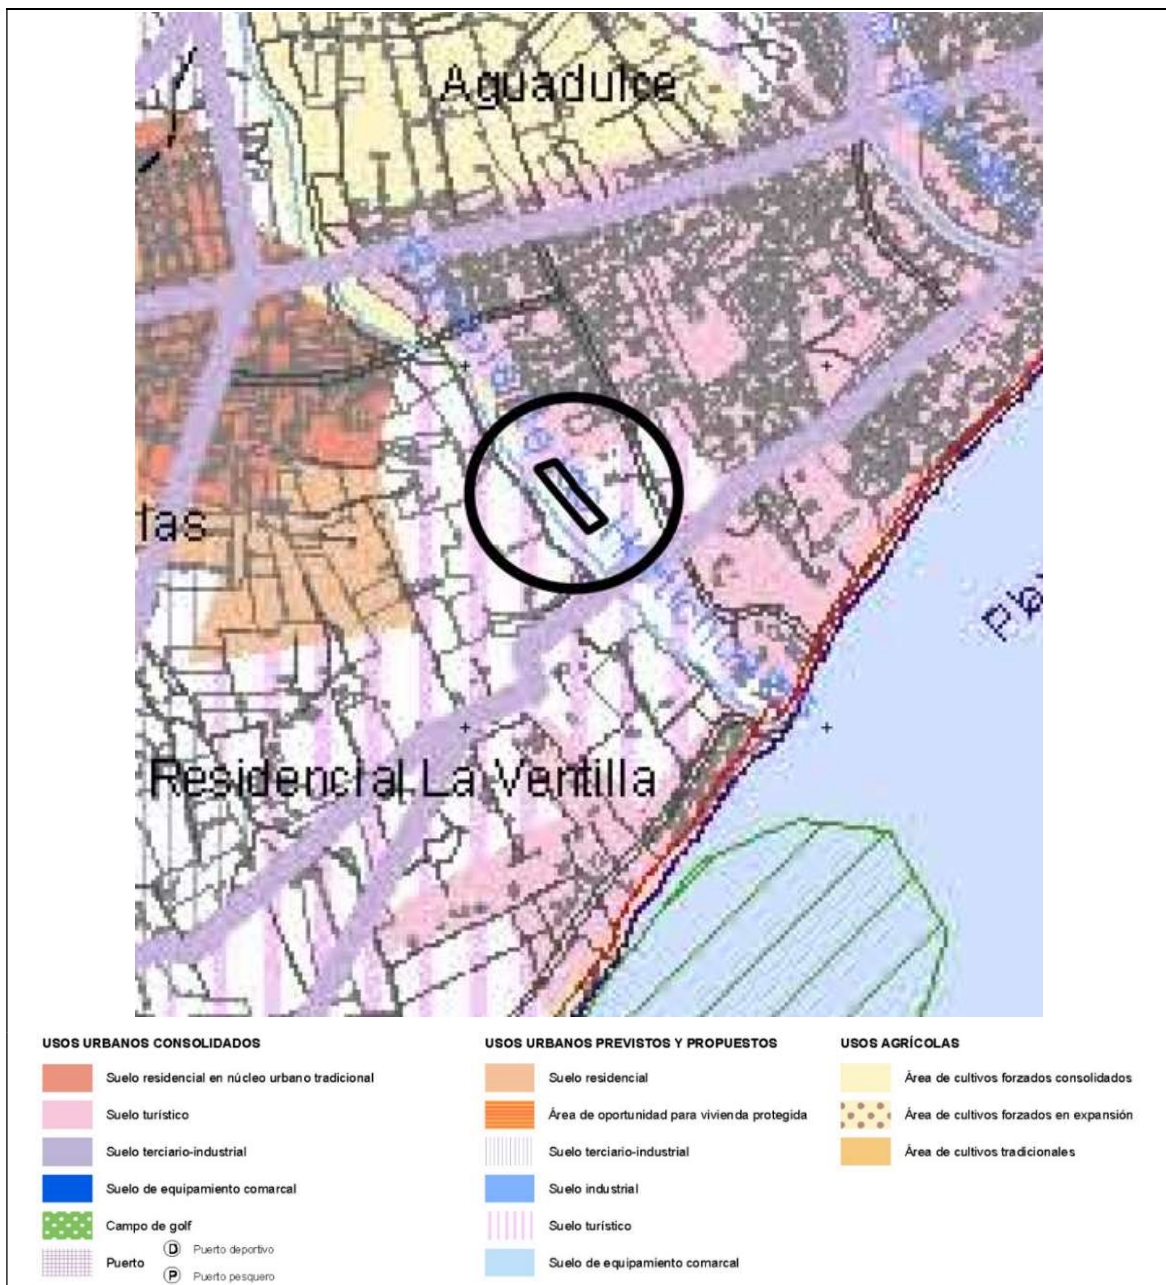 Aguadulce
las
Residencial La Ventilla
USOS URBANOS CONSOLIDADOS
Suelo residencial en núcleo urbano tradicional
Suelo turístico
Suelo terciario-industrial
Suelo de equipamiento comarcal
Campo de golf
Puerto
D Puerto deportivo
P Puerto pesquero
USOS URBANOS PREVISTOS Y PROPUESTOS
Suelo residencial
Área de oportunidad para vivienda protegida
Suelo terciario-industrial
Suelo industrial
Suelo turístico
Suelo de equipamiento comarcal
USOS AGRÍCOLAS
Área de cultivos forzados consolidados
Área de cultivos forzados en expansión
Área de cultivos tradicionales